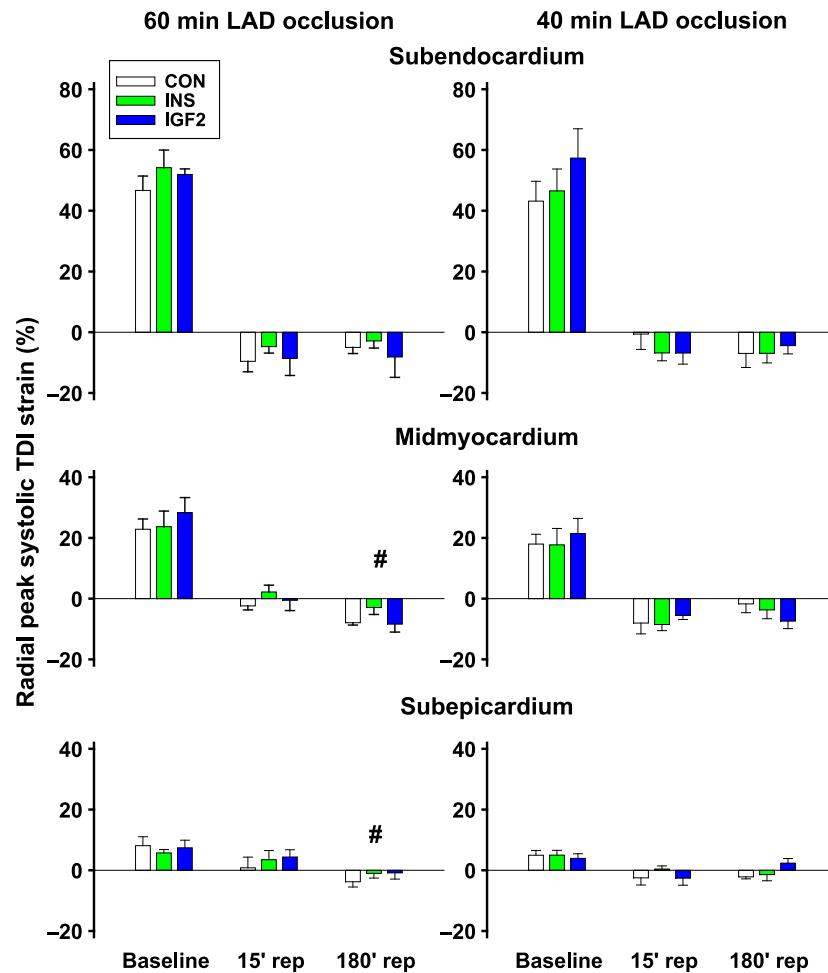 60 min LAD occlusion
40 min LAD occlusion
Subendocardium
CON
INS
IGF2
80
60
40
20
0
–20
80
60
40
20
0
–20
Radial peak systolic TDI strain (%)
Midmyocardium
40
20
0
–20
#
40
20
0
–20
Subepicardium
40
20
0
–20
#
40
20
0
–20
Baseline 15' rep 180' rep
Baseline 15' rep 180' rep